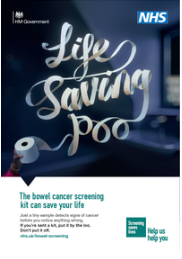 HM Government
NHS
Life
Saving
Poo
The bowel cancer screening
kit can save your life
Just a tiny sample detects signs of cancer
before you notice anything wrong.
If you're sent a kit, put it by the loo.
Don't put it off.
nhs.uk/bowel-screening
Screening
saves
lives
Help us
help you